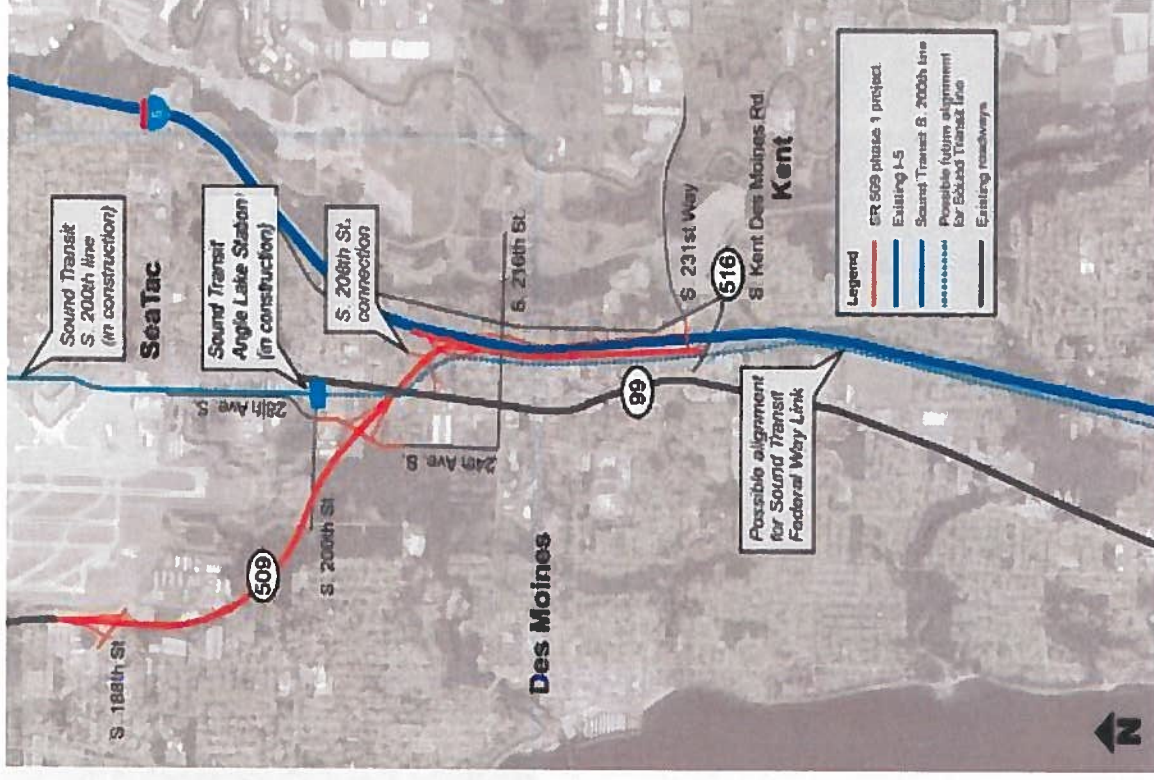 Sound Transit
S. 200th line
(in construction)
SeaTac
5
Sound Transit
Angle Lake Station
(in construction)
28th Ave S
S. 208th St.
connection
S 188th St
509
S 200th St
24th Ave S
S. 216th St.
S 231st Way
516
S Kent Des Moines Rd
Kent
99
Des Moines
Possible alignment
for Sound Transit
Federal Way Link
Legend
SR 509 phase 1 project
Existing I-5
Sound Transit S. 200th line
Possible future alignment
for Sound Transit line
Existing roadways
N